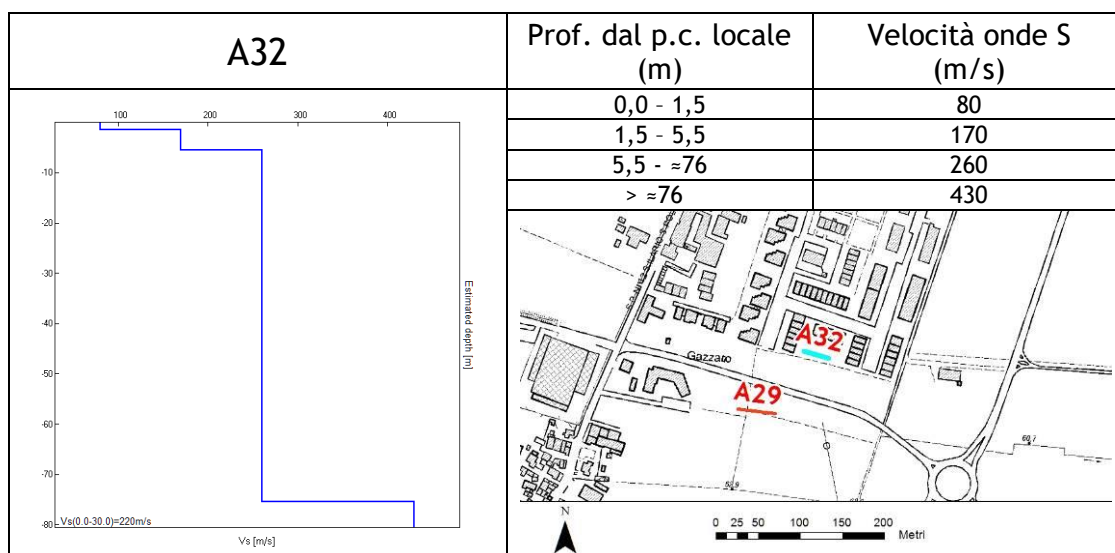 A32
Prof. dal p.c. locale
(m)
Velocità onde S
(m/s)
0,0 – 1,5
80
1,5 – 5,5
170
5,5 - ≈76
260
> ≈76
430
100
200
300
400
-10
-20
-30
-40
-50
-60
-70
-80
Estimated depth [m]
Vs(0.0-30.0)=220m/s
Vs [m/s]
Gazzaro
A32
A29
60,7
N
0 25 50 100 150 200
Metri